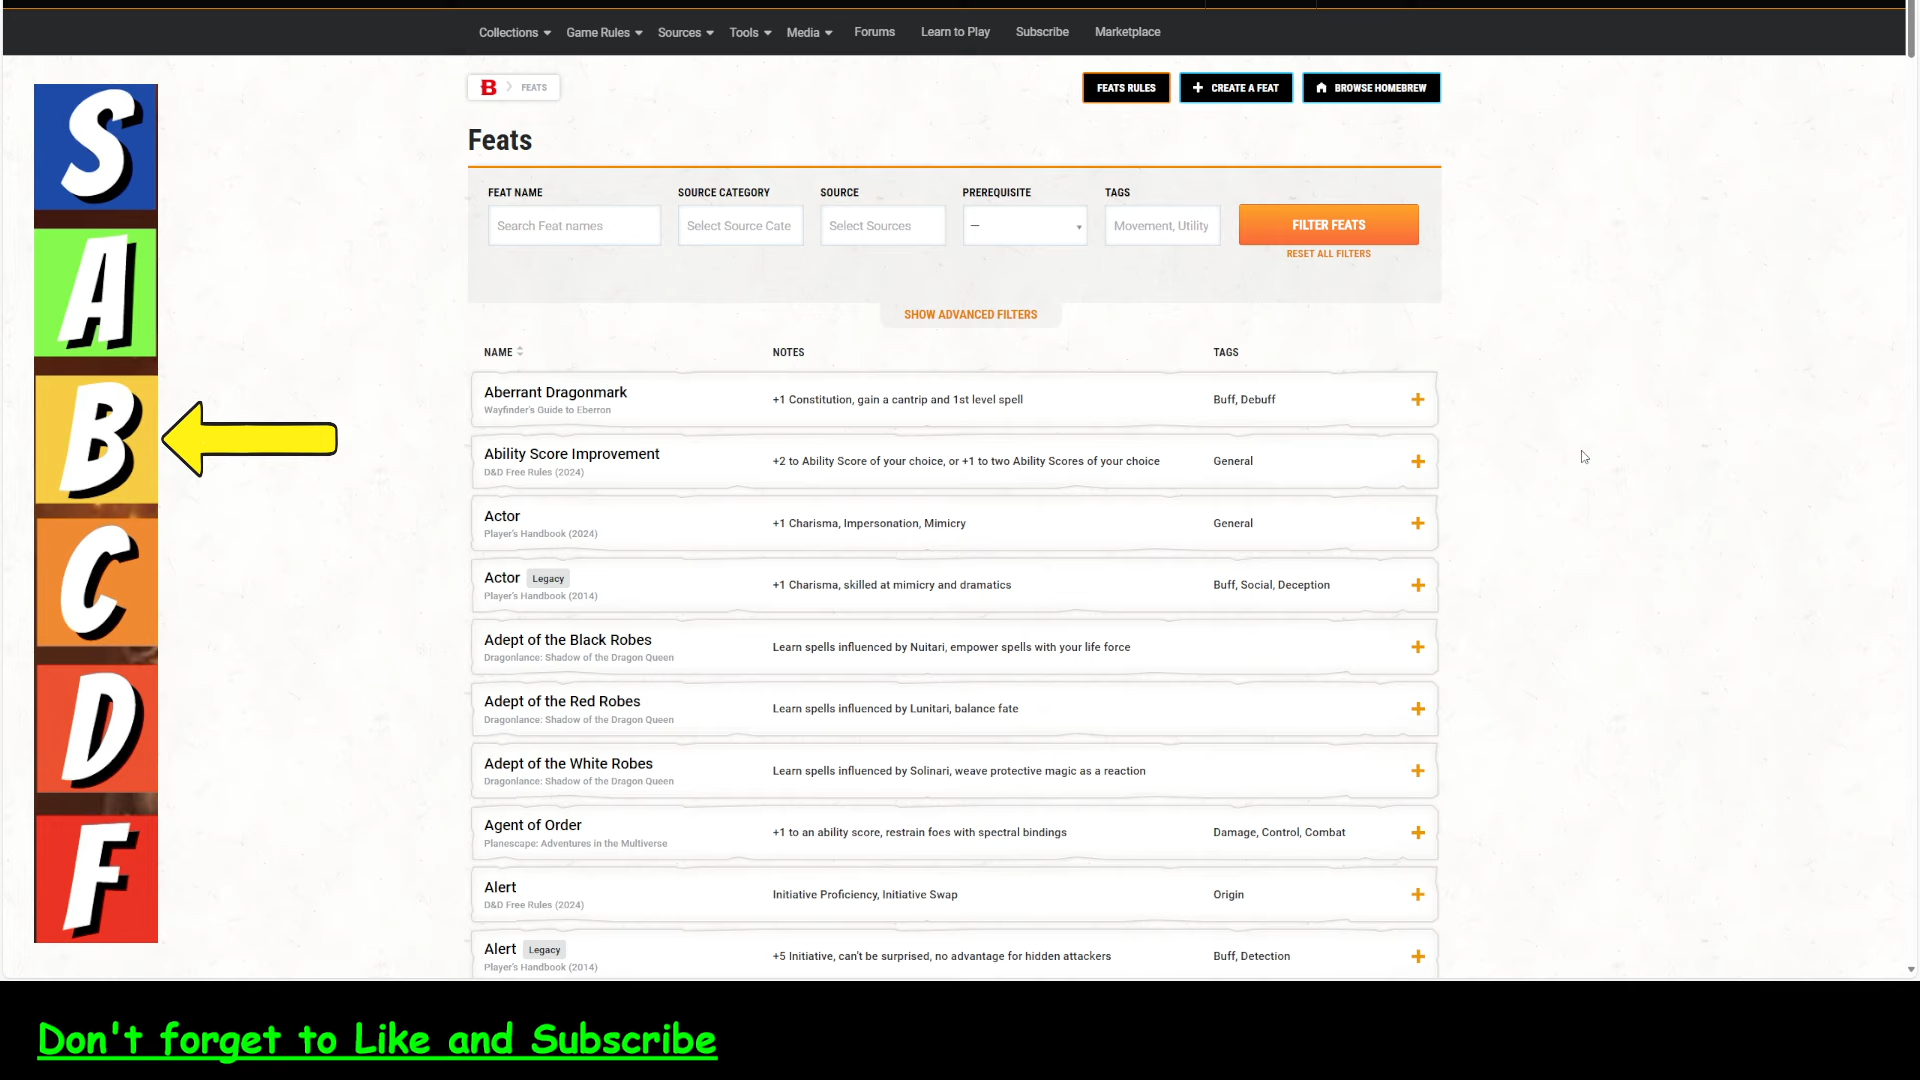 Collections Game Rules Sources Tools Media Forums Learn to Play Subscribe Marketplace
B FEATS
FEATS RULES CREATE A FEAT BROWSE HOMEBREW
Feats
FEAT NAME SOURCE CATEGORY SOURCE PREREQUISITE TAGS
Search Feat names Select Source Cate Select Sources — Movement, Utility FILTER FEATS
RESET ALL FILTERS
SHOW ADVANCED FILTERS
NAME NOTES TAGS
Aberrant Dragonmark
Wayfinder's Guide to Eberron
+1 Constitution, gain a cantrip and 1st level spell
Buff, Debuff
Ability Score Improvement
D&D Free Rules (2024)
+2 to Ability Score of your choice, or +1 to two Ability Scores of your choice
General
Actor
Player's Handbook (2024)
+1 Charisma, Impersonation, Mimicry
General
Actor Legacy
Player's Handbook (2014)
+1 Charisma, skilled at mimicry and dramatics
Buff, Social, Deception
Adept of the Black Robes
Dragonlance: Shadow of the Dragon Queen
Learn spells influenced by Nuitari, empower spells with your life force
Adept of the Red Robes
Dragonlance: Shadow of the Dragon Queen
Learn spells influenced by Lunitari, balance fate
Adept of the White Robes
Dragonlance: Shadow of the Dragon Queen
Learn spells influenced by Solinari, weave protective magic as a reaction
Agent of Order
Planescape: Adventures in the Multiverse
+1 to an ability score, restrain foes with spectral bindings
Damage, Control, Combat
Alert
D&D Free Rules (2024)
Initiative Proficiency, Initiative Swap
Origin
Alert Legacy
Player's Handbook (2014)
+5 Initiative, can't be surprised, no advantage for hidden attackers
Buff, Detection
S
A
B
C
D
F
Don't forget to Like and Subscribe